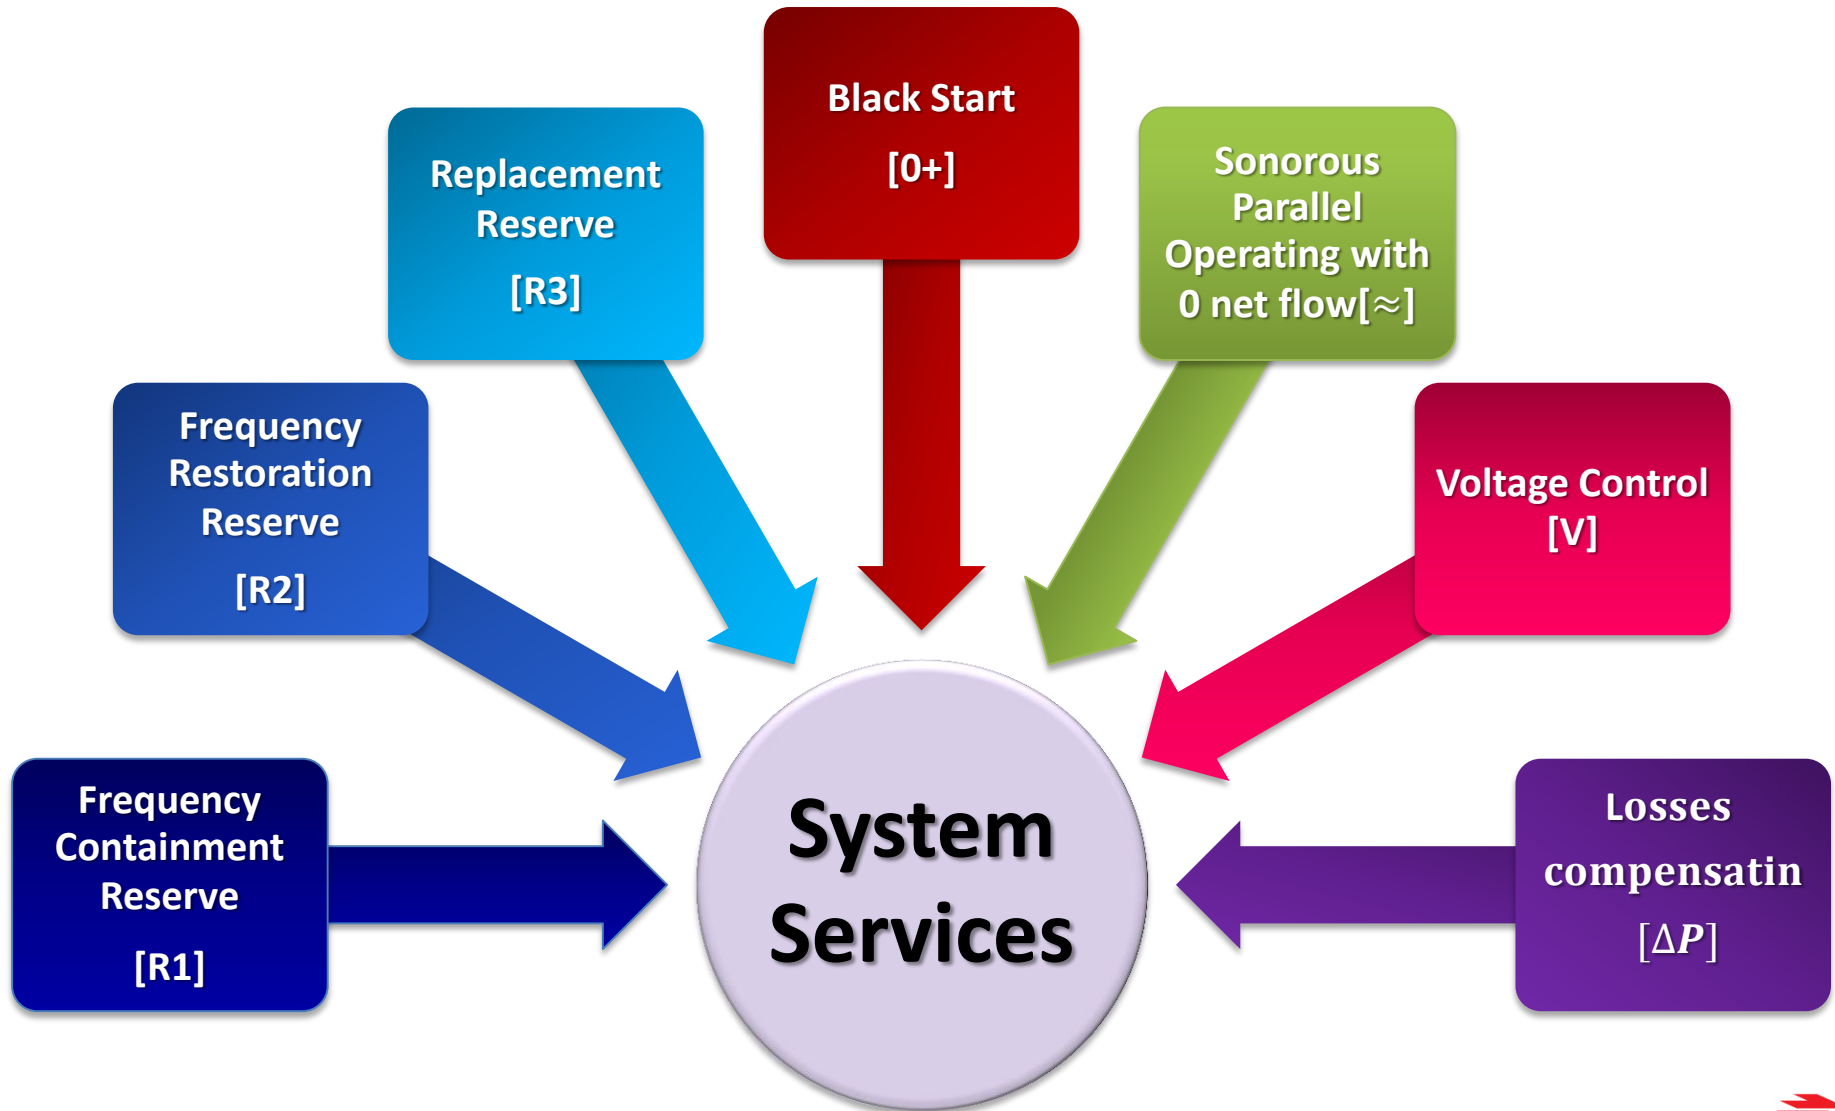 Black Start
[0+]
Replacement
Reserve
[R3]
Sonorous
Parallel
Operating with
0 net flow[≈]
Frequency
Restoration
Reserve
[R2]
Voltage Control
[V]
Frequency
Containment
Reserve
[R1]
System
Services
Losses
compensatin
[ΔP]